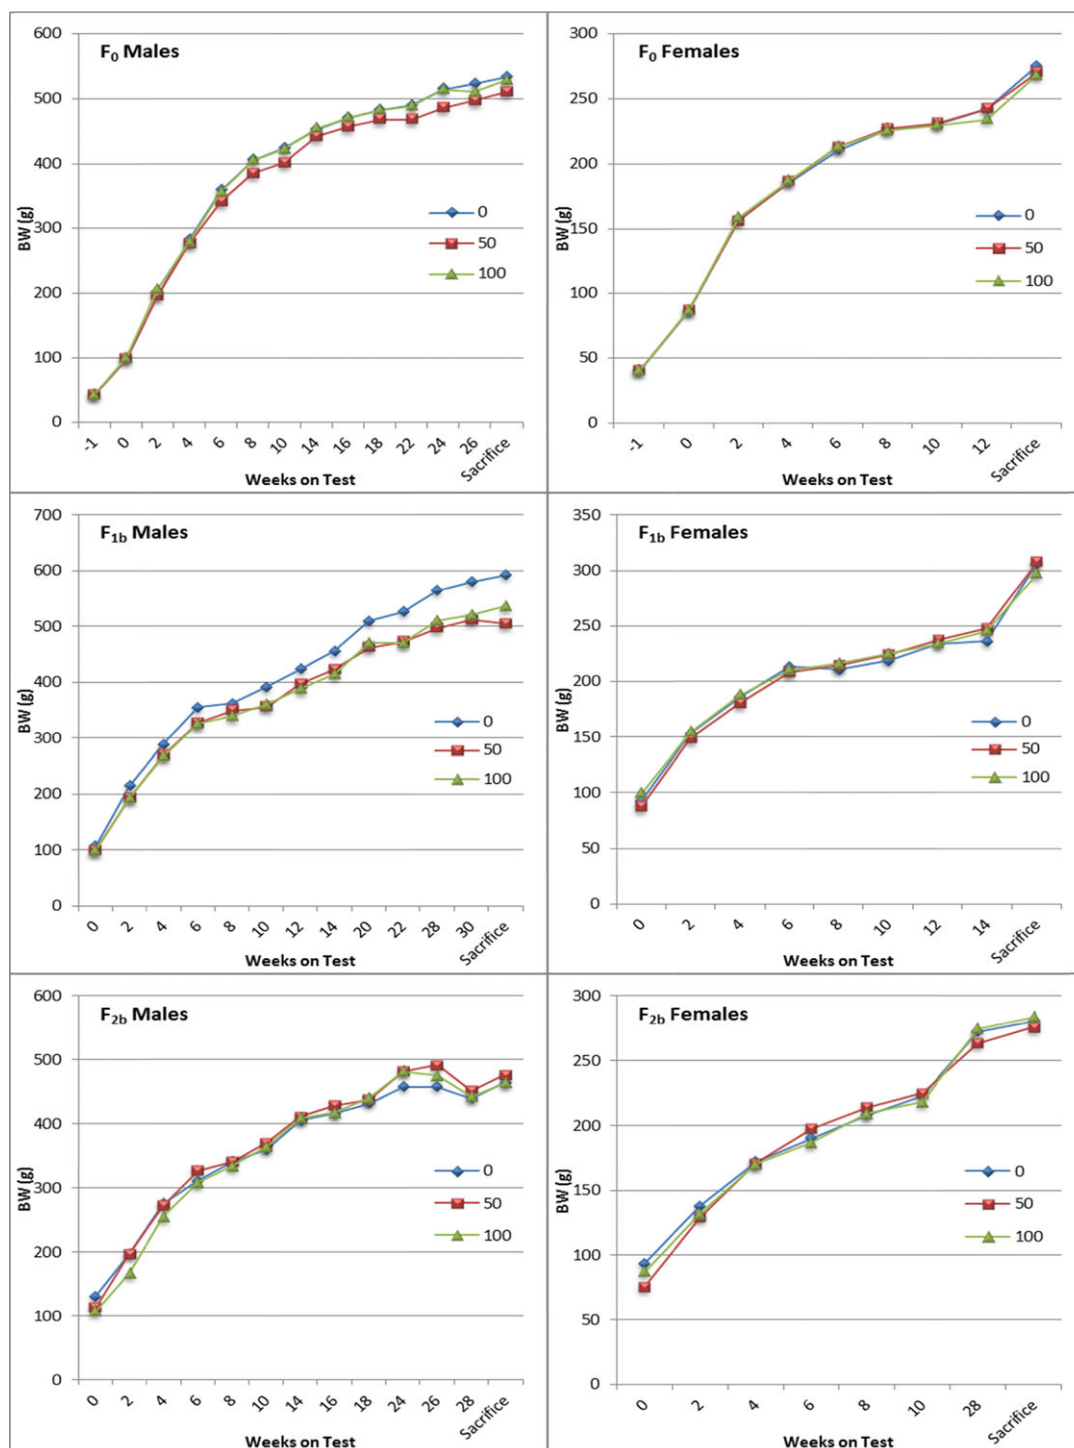 F0 Males
600
500
400
300
200
100
0
BW (g)
0
50
100
-1 0 2 4 6 8 10 14 16 18 22 24 26 Sacrifice
Weeks on Test
F0 Females
300
250
200
150
100
50
0
BW (g)
0
50
100
-1 0 2 4 6 8 10 12 Sacrifice
Weeks on Test
F1b Males
700
600
500
400
300
200
100
0
BW (g)
0
50
100
0 2 4 6 8 10 12 14 20 22 28 30 Sacrifice
Weeks on Test
F1b Females
350
300
250
200
150
100
50
0
BW (g)
0
50
100
0 2 4 6 8 10 12 14 Sacrifice
Weeks on Test
F2b Males
600
500
400
300
200
100
0
BW (g)
0
50
100
0 2 4 6 8 10 14 16 18 24 26 28 Sacrifice
Weeks on Test
F2b Females
300
250
200
150
100
50
0
BW (g)
0
50
100
0 2 4 6 8 10 28 Sacrifice
Weeks on Test